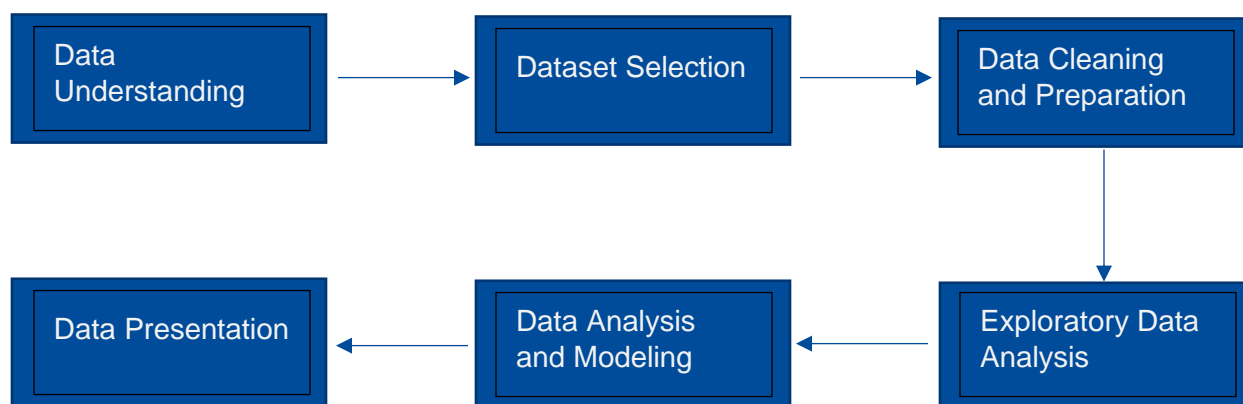 Data
Understanding
Dataset Selection
Data Cleaning
and Preparation
Exploratory Data
Analysis
Data Analysis
and Modeling
Data Presentation